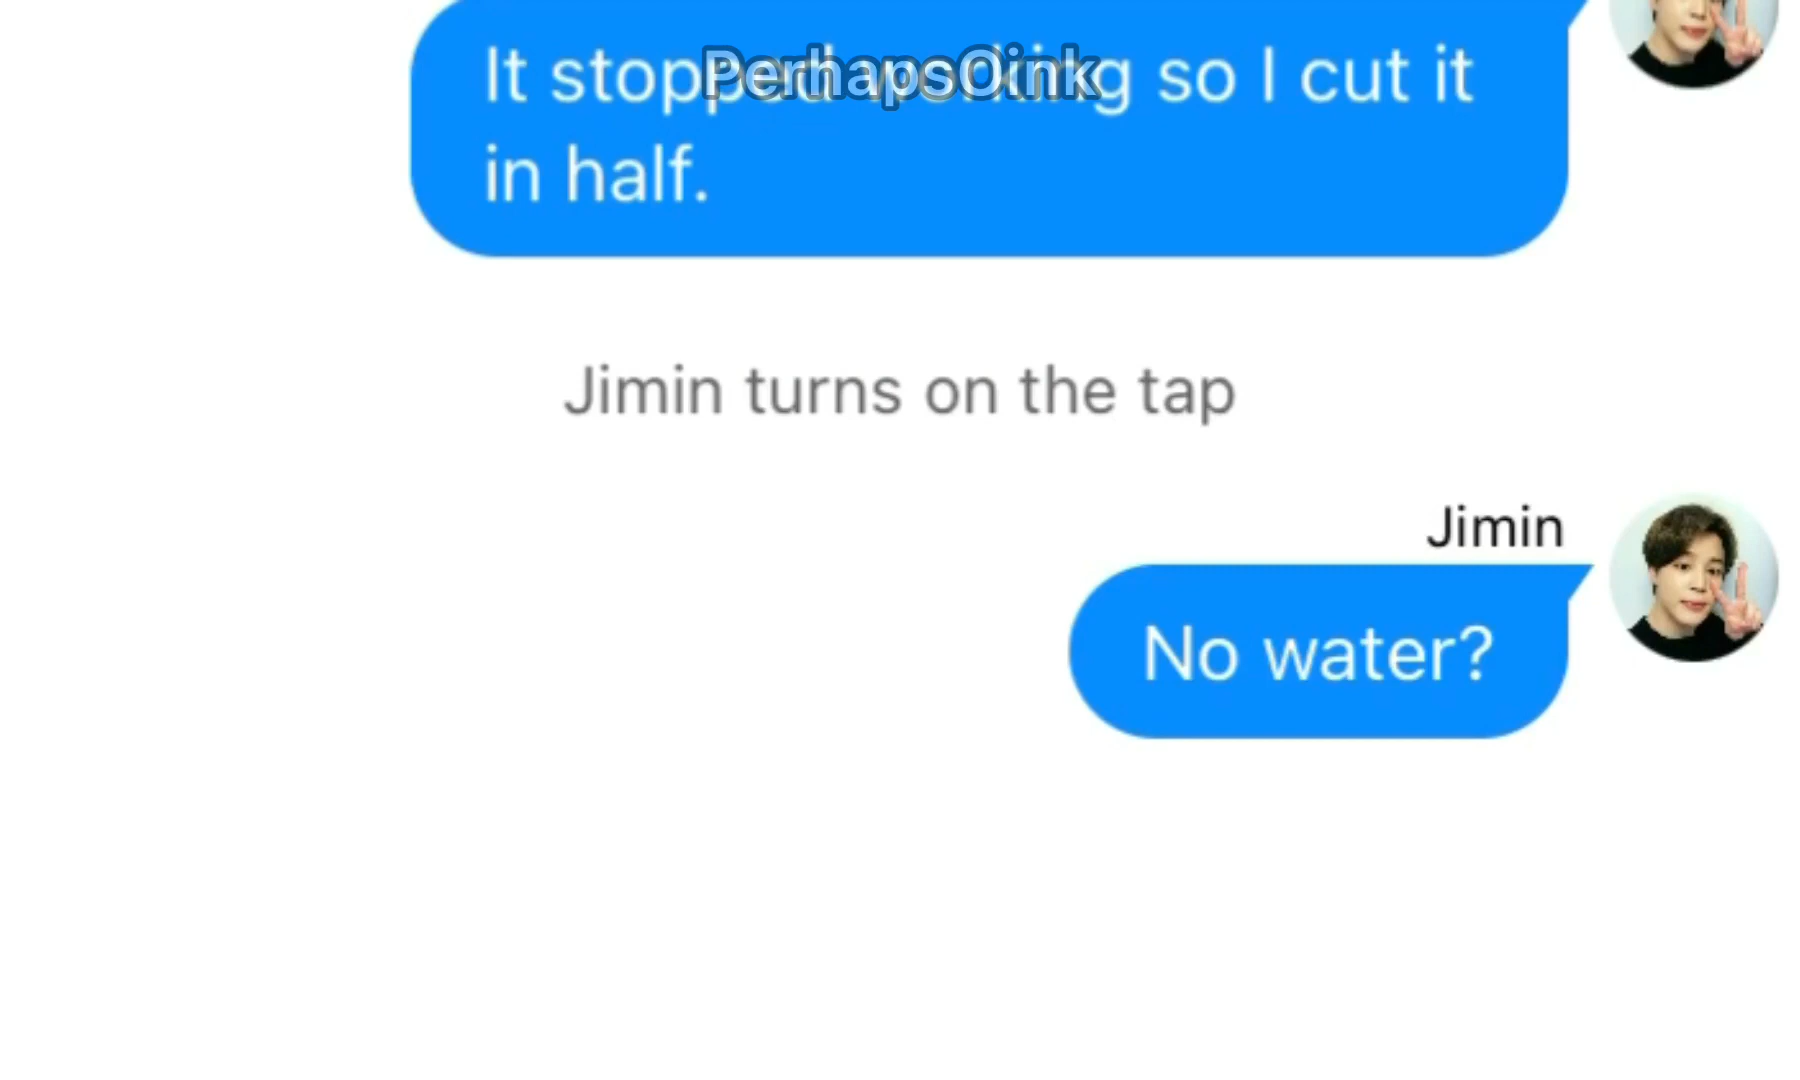 PerhapsOink
It stopped working so I cut it
in half.
Jimin turns on the tap
Jimin
No water?